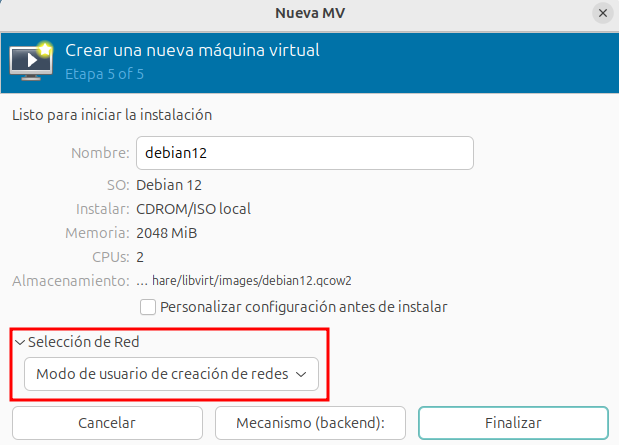 Nueva MV
Crear una nueva máquina virtual
Etapa 5 of 5
Listo para iniciar la instalación
Nombre: debian12
SO: Debian 12
Instalar: CDROM/ISO local
Memoria: 2048 MiB
CPUs: 2
Almacenamiento: ... hare/libvirt/images/debian12.qcow2
Personalizar configuración antes de instalar
Selección de Red
Modo de usuario de creación de redes
Cancelar Mecanismo (backend): Finalizar